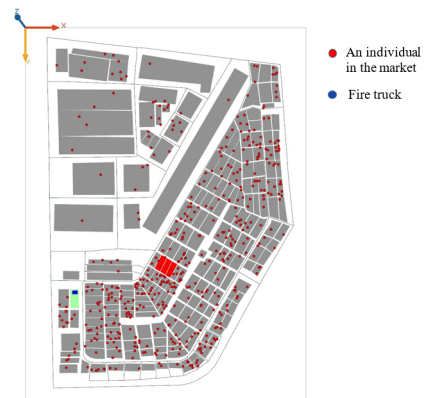 z
x
y
An individual
in the market
Fire truck